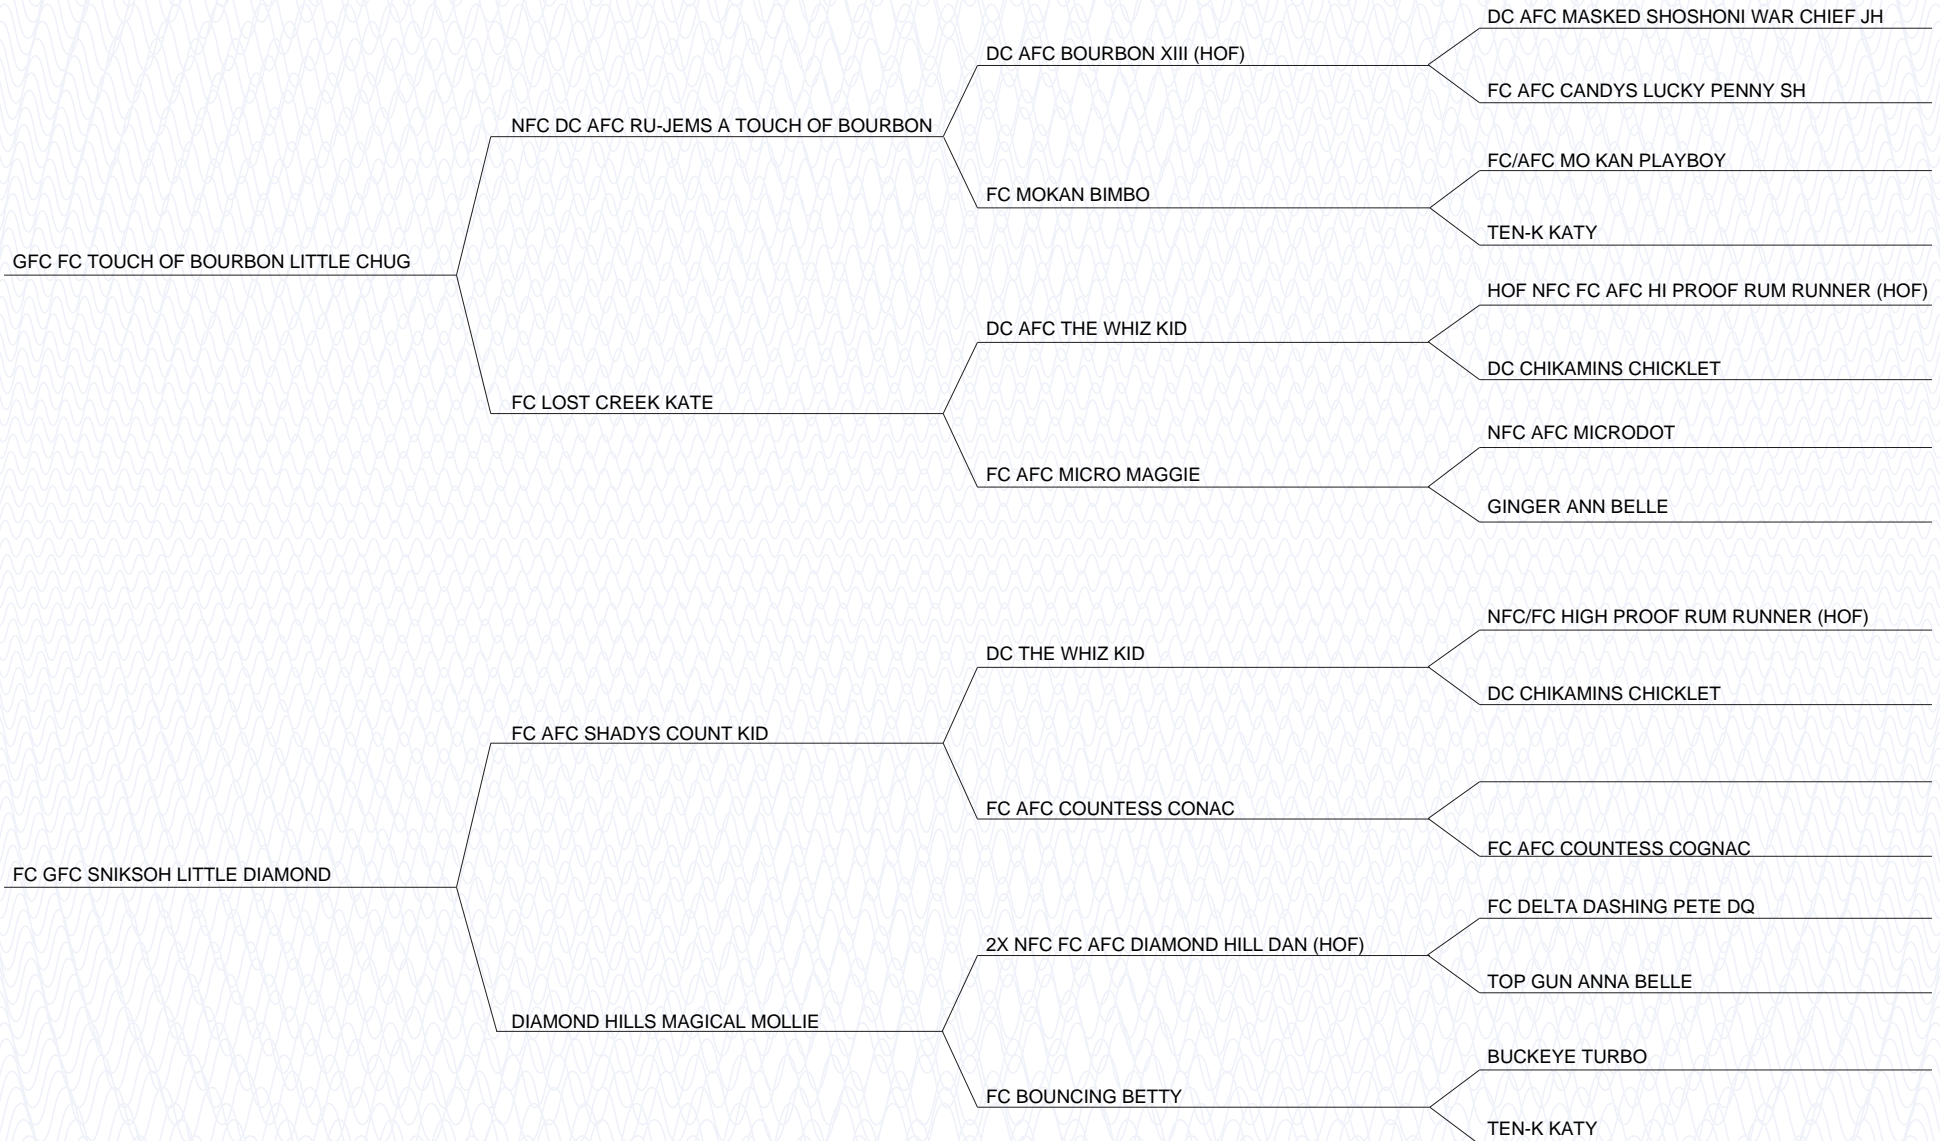 DC AFC MASKED SHOSHONI WAR CHIEF JH
DC AFC BOURBON XIII (HOF)
FC AFC CANDYS LUCKY PENNY SH
NFC DC AFC RU-JEMS A TOUCH OF BOURBON
FC/AFC MO KAN PLAYBOY
FC MOKAN BIMBO
TEN-K KATY
GFC FC TOUCH OF BOURBON LITTLE CHUG
HOF NFC FC AFC HI PROOF RUM RUNNER (HOF)
DC AFC THE WHIZ KID
DC CHIKAMINS CHICKLET
FC LOST CREEK KATE
NFC AFC MICRODOT
FC AFC MICRO MAGGIE
GINGER ANN BELLE
NFC/FC HIGH PROOF RUM RUNNER (HOF)
DC THE WHIZ KID
DC CHIKAMINS CHICKLET
FC AFC SHADYS COUNT KID
FC AFC COUNTESS CONAC
FC AFC COUNTESS COGNAC
FC GFC SNIKSOH LITTLE DIAMOND
FC DELTA DASHING PETE DQ
2X NFC FC AFC DIAMOND HILL DAN (HOF)
TOP GUN ANNA BELLE
DIAMOND HILLS MAGICAL MOLLIE
BUCKEYE TURBO
FC BOUNCING BETTY
TEN-K KATY